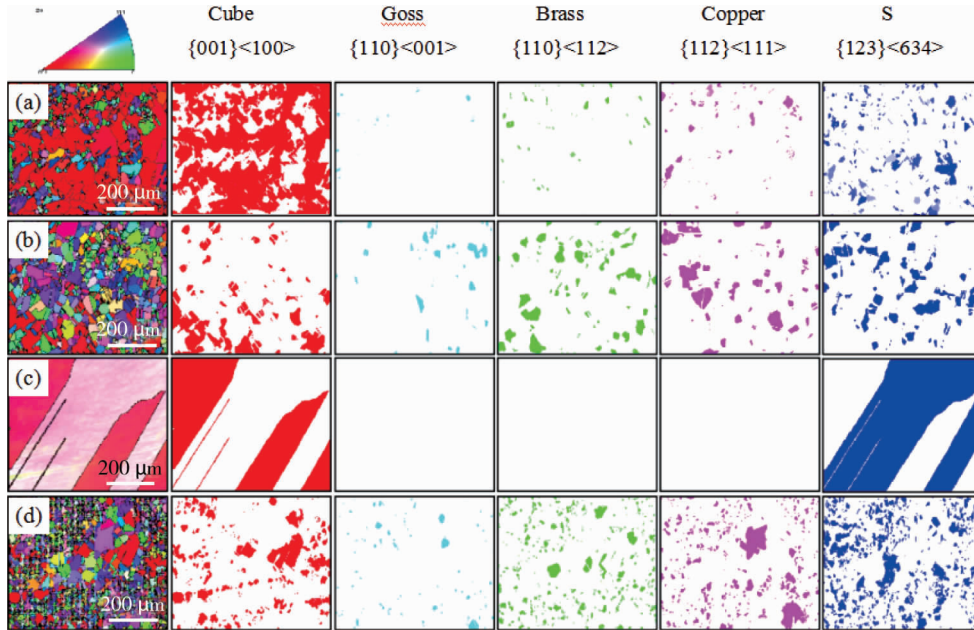 Cube Goss Brass Copper S
{001}<100> {110}<001> {110}<112> {112}<111> {123}<634>
(a)
200 µm
(b)
200 µm
(c)
200 µm
(d)
200 µm